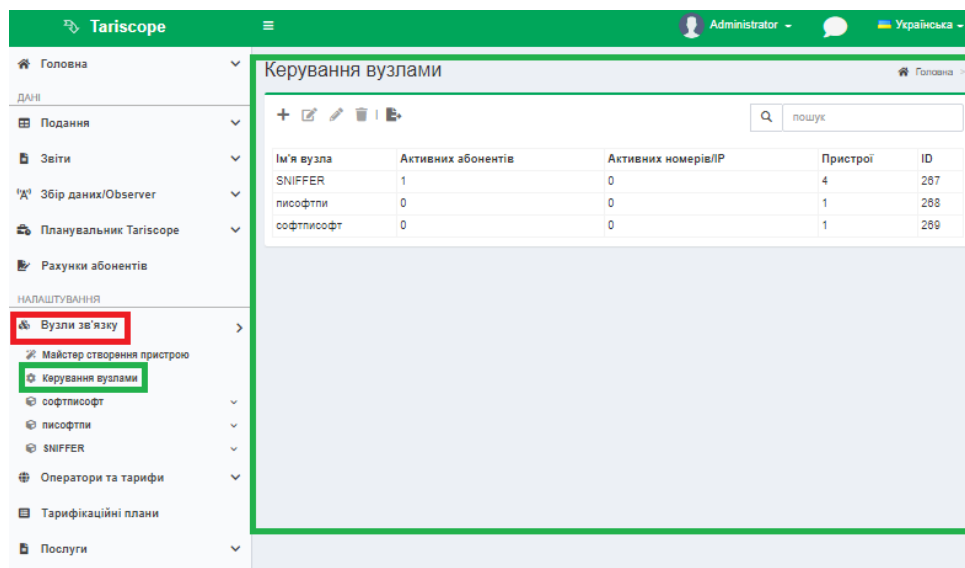 Tariscope
Administrator
Українська
Головна
ДАНІ
Подання
Звіти
Збір даних/Observer
Планувальник Tariscope
Рахунки абонентів
НАЛАШТУВАННЯ
Вузли зв'язку
Майстер створення пристрою
Керування вузлами
софтписофт
писофтпи
SNIFFER
Оператори та тарифи
Тарифікаційні плани
Послуги
Керування вузлами
Головна >
пошук
Ім'я вузла Активних абонентів Активних номерів/IP Пристрої ID
SNIFFER 1 0 4 267
писофтпи 0 0 1 268
софтписофт 0 0 1 269